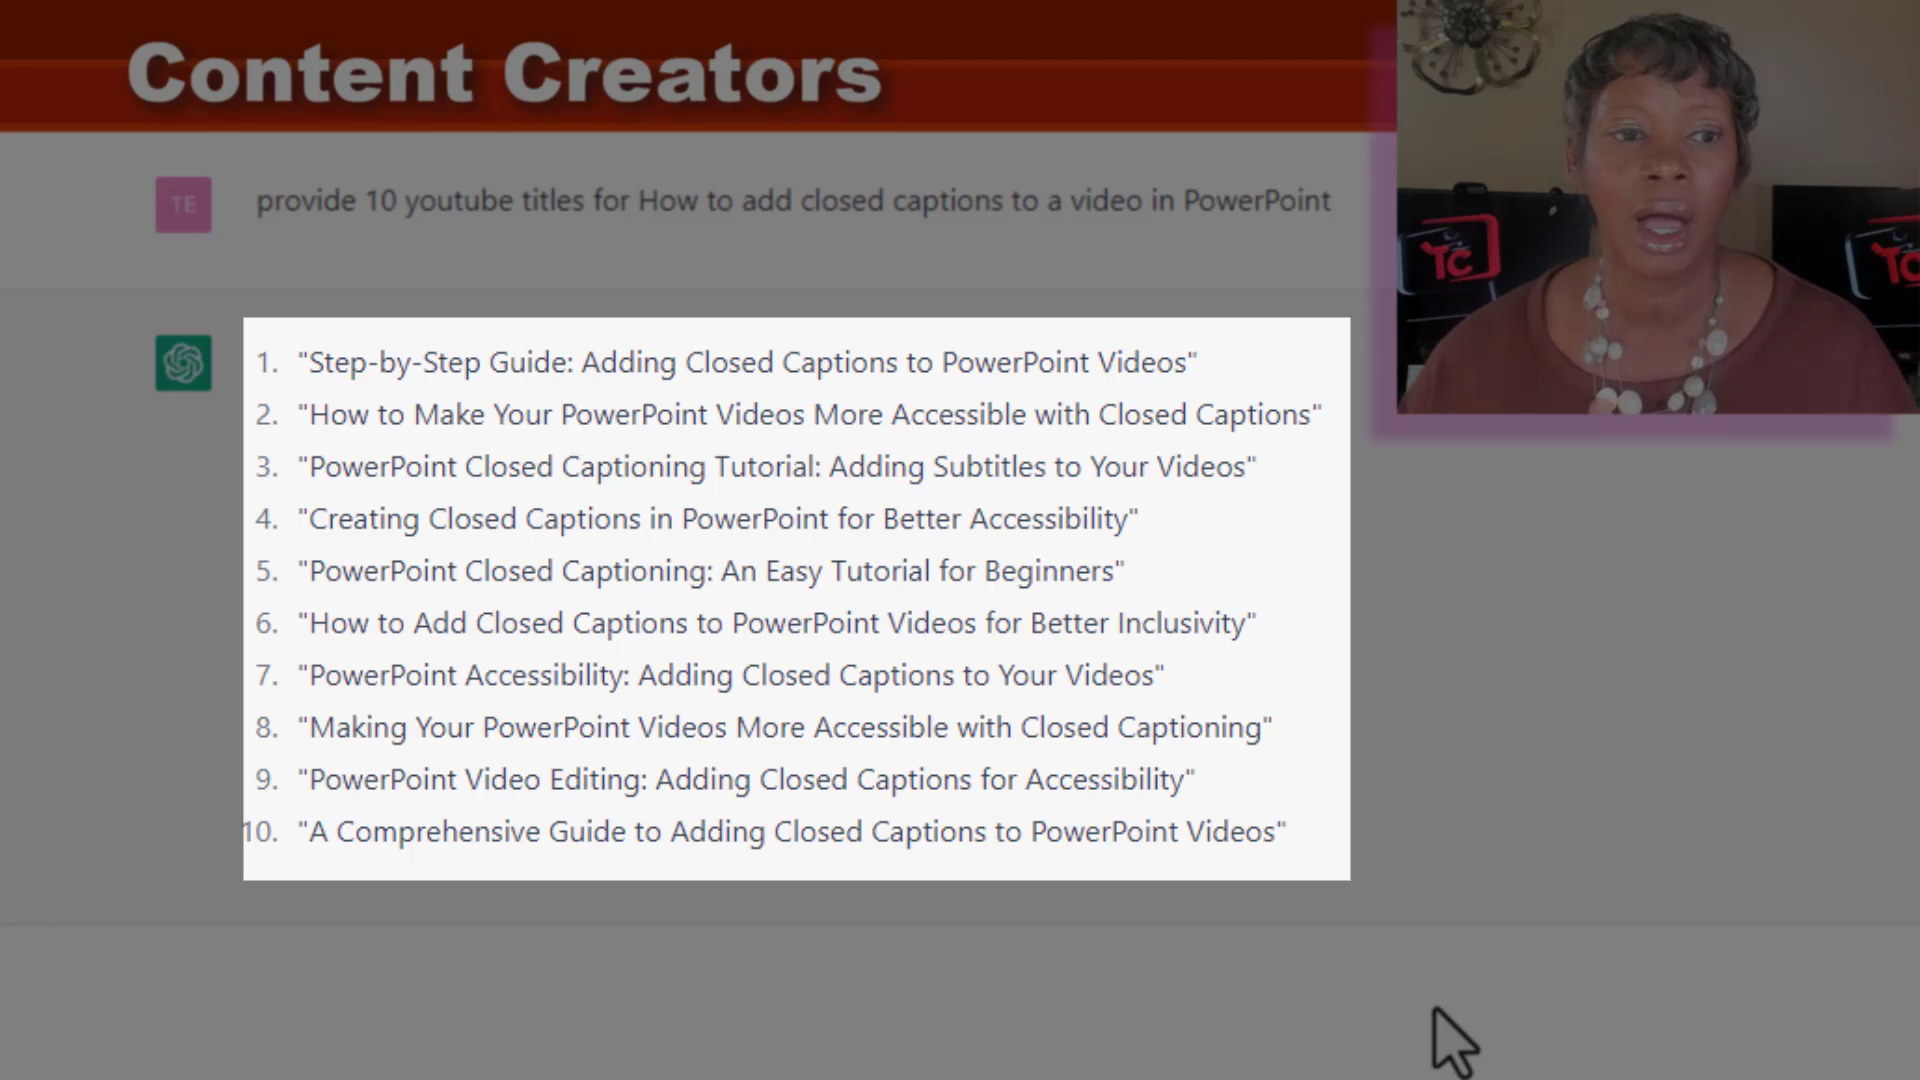 Content Creators
TE
provide 10 youtube titles for How to add closed captions to a video in PowerPoint
TC
TC
1. "Step-by-Step Guide: Adding Closed Captions to PowerPoint Videos"
2. "How to Make Your PowerPoint Videos More Accessible with Closed Captions"
3. "PowerPoint Closed Captioning Tutorial: Adding Subtitles to Your Videos"
4. "Creating Closed Captions in PowerPoint for Better Accessibility"
5. "PowerPoint Closed Captioning: An Easy Tutorial for Beginners"
6. "How to Add Closed Captions to PowerPoint Videos for Better Inclusivity"
7. "PowerPoint Accessibility: Adding Closed Captions to Your Videos"
8. "Making Your PowerPoint Videos More Accessible with Closed Captioning"
9. "PowerPoint Video Editing: Adding Closed Captions for Accessibility"
10. "A Comprehensive Guide to Adding Closed Captions to PowerPoint Videos"